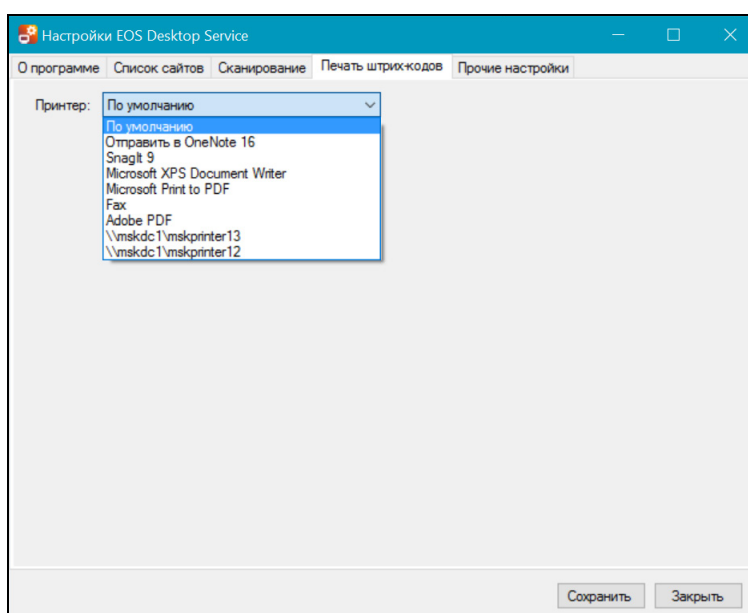 Настройки EOS Desktop Service
О программе Список сайтов Сканирование Печать штрих-кодов Прочие настройки
Принтер: По умолчанию
По умолчанию
Отправить в OneNote 16
SnagIt 9
Microsoft XPS Document Writer
Microsoft Print to PDF
Fax
Adobe PDF
\\mskdc1\mskprinter13
\\mskdc1\mskprinter12
Сохранить Закрыть